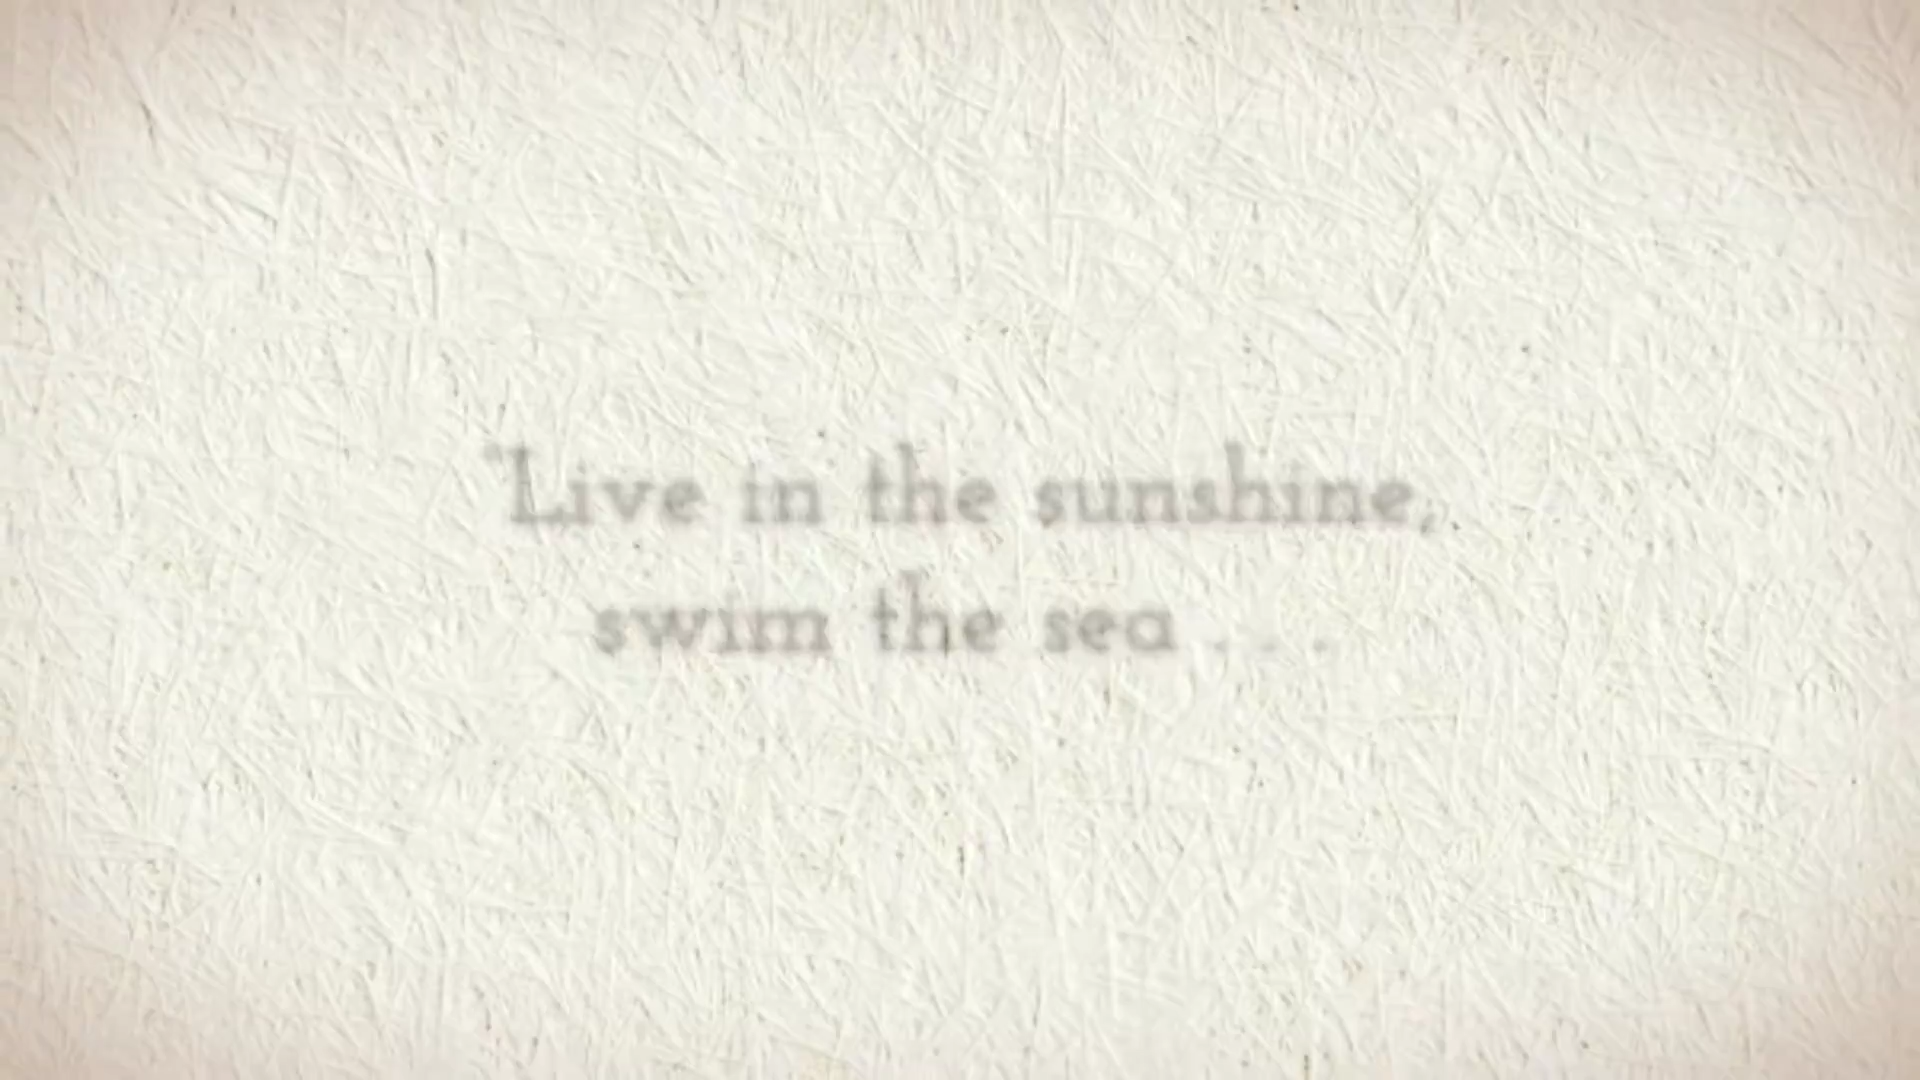 "Live in the sunshine,
swim the sea . . .